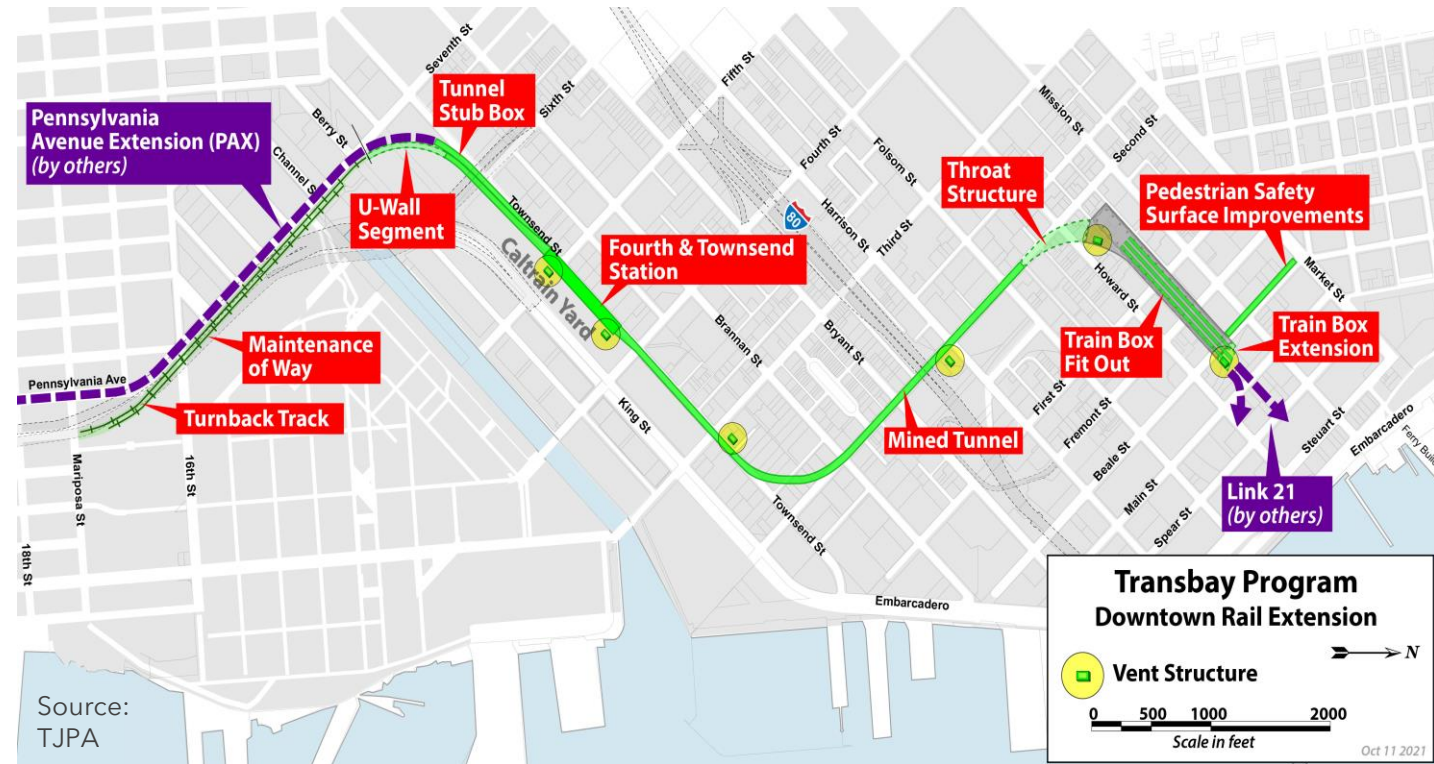 Seventh St
Sixth St
Fifth St
Mission St
Second St
Tunnel
Stub Box
Pennsylvania
Avenue Extension (PAX)
(by others)
Berry St
Channel St
Fourth St
Folsom St
Throat
Structure
Pedestrian Safety
Surface Improvements
U-Wall
Segment
Townsend St
80
Harrison St
Third St
Caltrain Yard
Fourth & Townsend
Station
Howard St
Market St
Maintenance
of Way
Brannan St
Bryant St
Train Box
Fit Out
Train Box
Extension
Pennsylvania Ave
Turnback Track
King St
First St
Fremont St
Mined Tunnel
Beale St
Steuart St
Embarcadero
Ferry Buil
Mariposa St
16th St
18th St
Townsend St
Main St
Spear St
Link 21
(by others)
Embarcadero
Transbay Program
Downtown Rail Extension
N
Vent Structure
0 500 1000 2000
Scale in feet
Oct 11 2021
Source:
TJPA